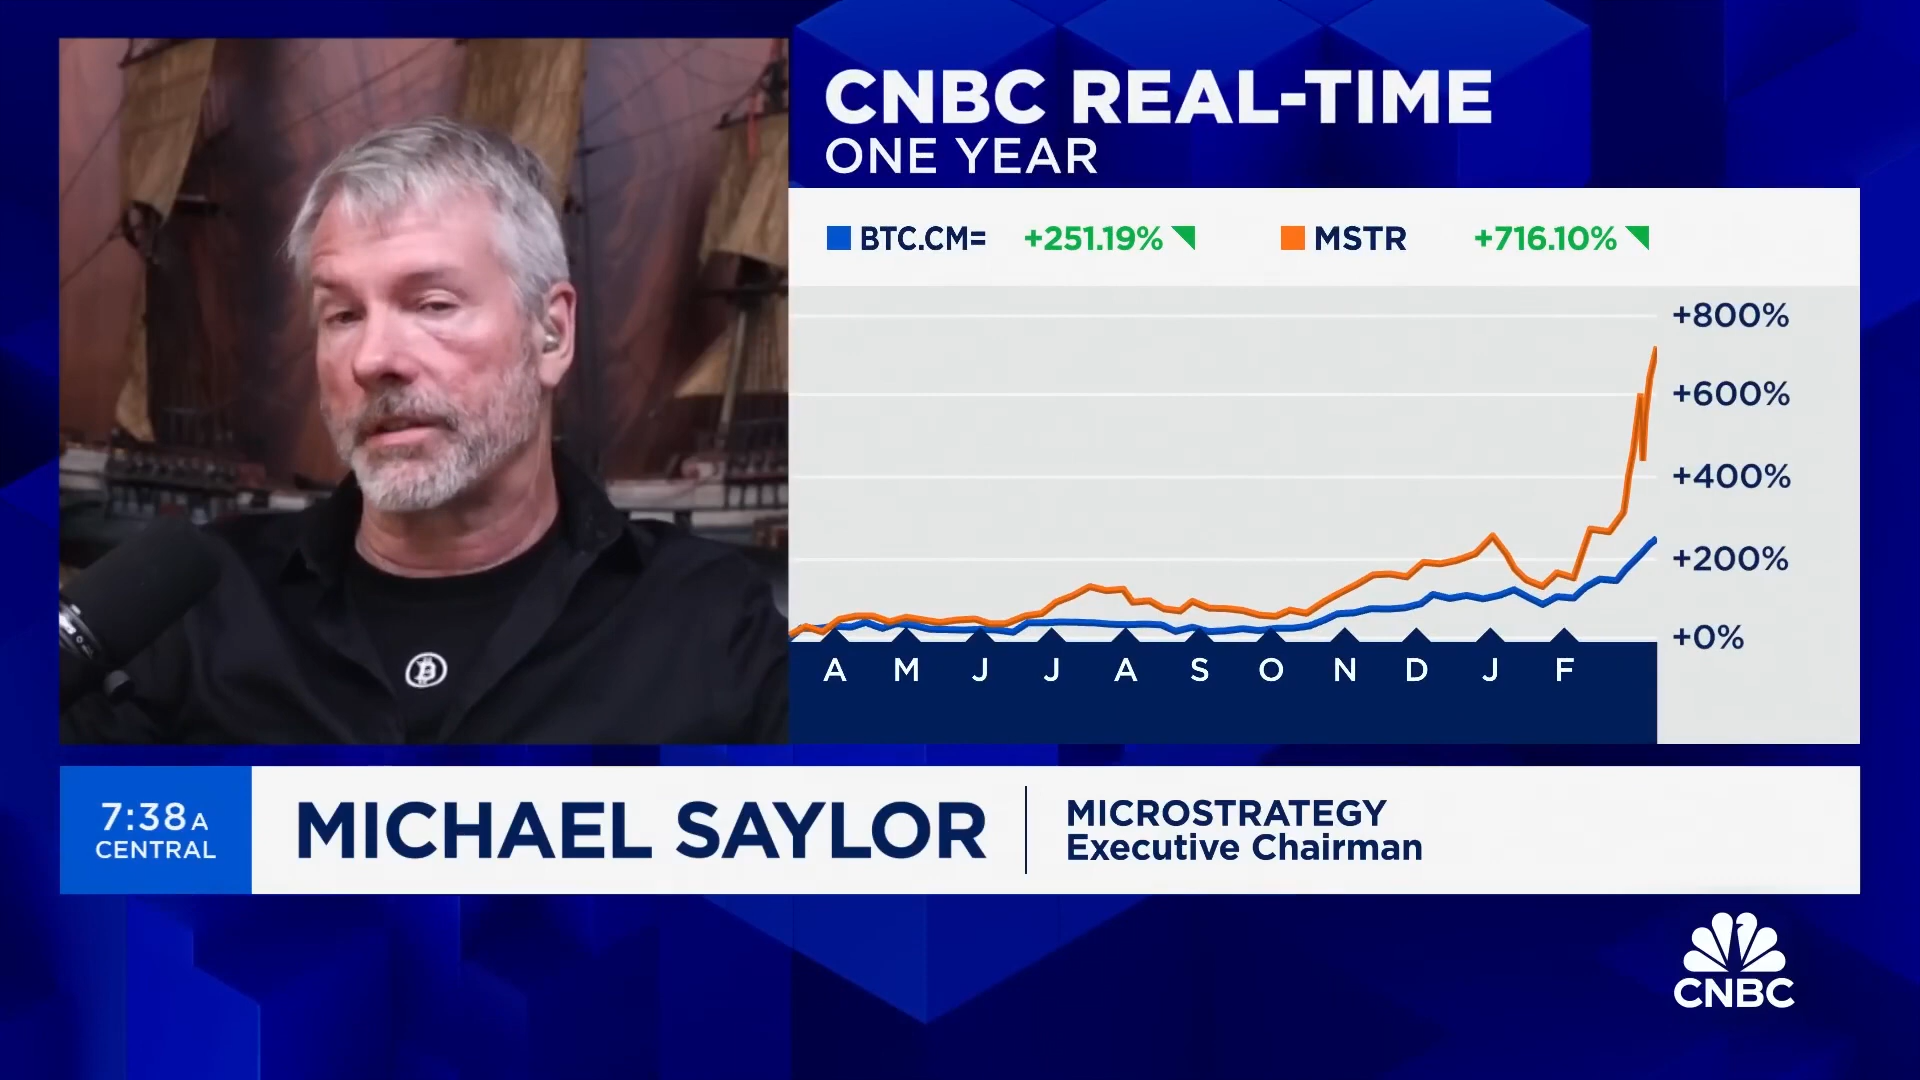 CNBC REAL-TIME
ONE YEAR
BTC.CM= +251.19% MSTR +716.10%
+800%
+600%
+400%
+200%
+0%
A M J J A S O N D J F
7:38A
CENTRAL
MICHAEL SAYLOR
MICROSTRATEGY
Executive Chairman
CNBC